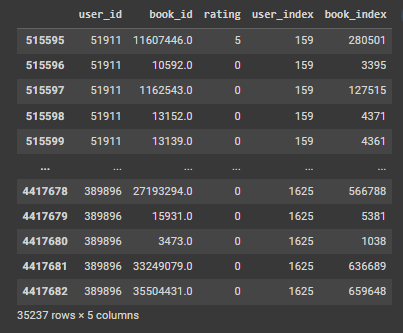 user_id book_id rating user_index book_index
515595 51911 11607446.0 5 159 280501
515596 51911 10592.0 0 159 3395
515597 51911 1162543.0 0 159 127515
515598 51911 13152.0 0 159 4371
515599 51911 13139.0 0 159 4361
... ... ... ... ... ...
4417678 389896 27193294.0 0 1625 566788
4417679 389896 15931.0 0 1625 5381
4417680 389896 3473.0 0 1625 1038
4417681 389896 33249079.0 0 1625 636689
4417682 389896 35504431.0 0 1625 659648
35237 rows × 5 columns